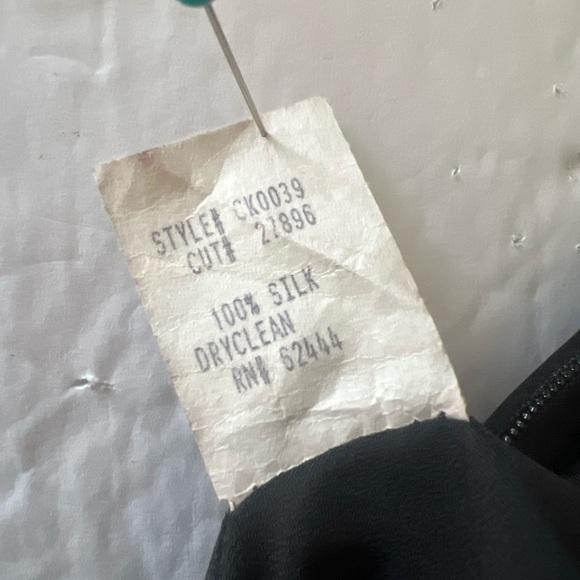 STYLE# CK0039
CUT# 27896
100% SILK
DRYCLEAN
RN# 62444